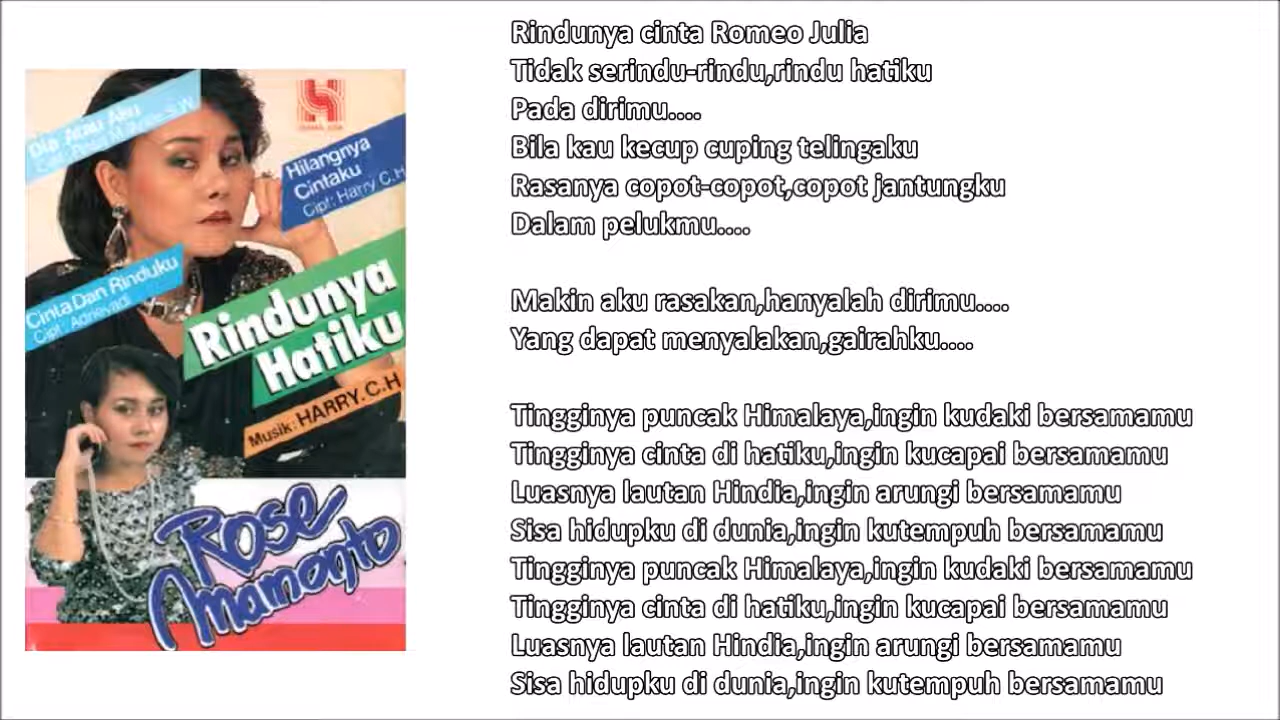 Rindunya cinta Romeo Julia
Tidak serindu-rindu,rindu hatiku
Pada dirimu....
Bila kau kecup cuping telingaku
Rasanya copot-copot,copot jantungku
Dalam pelukmu....
Makin aku rasakan,hanyalah dirimu....
Yang dapat menyalakan,gairahku....
Tingginya puncak Himalaya,ingin kudaki bersamamu
Tingginya cinta di hatiku,ingin kucapai bersamamu
Luasnya lautan Hindia,ingin arungi bersamamu
Sisa hidupku di dunia,ingin kutempuh bersamamu
Tingginya puncak Himalaya,ingin kudaki bersamamu
Tingginya cinta di hatiku,ingin kucapai bersamamu
Luasnya lautan Hindia,ingin arungi bersamamu
Sisa hidupku di dunia,ingin kutempuh bersamamu
Dia Atau Aku
Hilangnya
Cintaku
Cipt: Harry C.H
Cinta Dan Rinduku
Cipt: Adrieyadi
Rindunya
Hatiku
Musik: HARRY.C.H
Rose
Mamonto